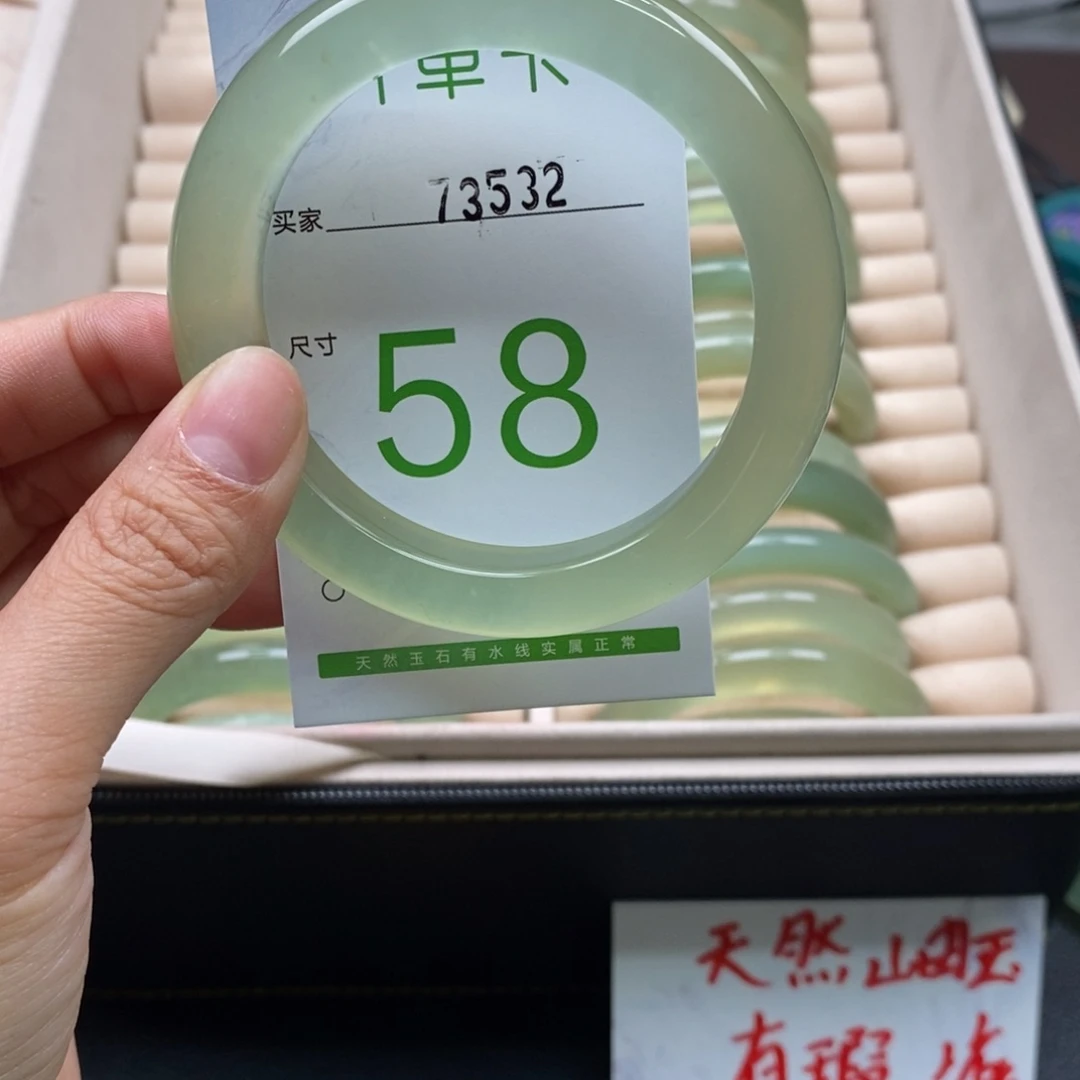 买家 73532
尺寸 58
天然玉石有水线实属正常
天然
有瑕